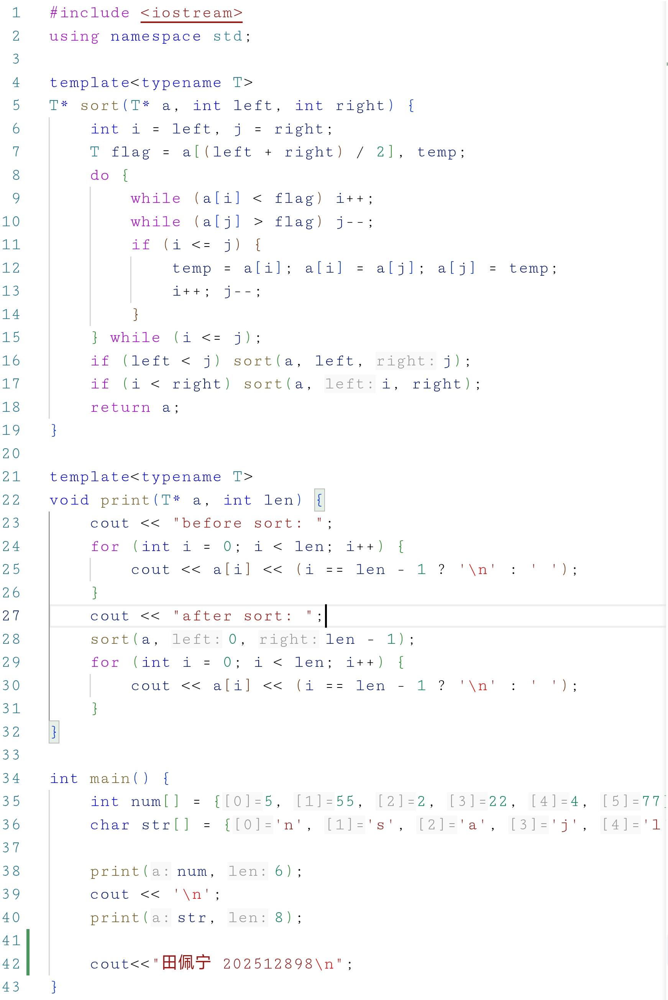 1 #include <iostream>
2 using namespace std;
3
4 template<typename T>
5 T* sort(T* a, int left, int right) {
6 int i = left, j = right;
7 T flag = a[(left + right) / 2], temp;
8 do {
9 while (a[i] < flag) i++;
10 while (a[j] > flag) j--;
11 if (i <= j) {
12 temp = a[i]; a[i] = a[j]; a[j] = temp;
13 i++; j--;
14 }
15 } while (i <= j);
16 if (left < j) sort(a, left, right: j);
17 if (i < right) sort(a, left: i, right);
18 return a;
19 }
20
21 template<typename T>
22 void print(T* a, int len) {
23 cout << "before sort: ";
24 for (int i = 0; i < len; i++) {
25 cout << a[i] << (i == len - 1 ? '\n' : ' ');
26 }
27 cout << "after sort: ";
28 sort(a, left: 0, right: len - 1);
29 for (int i = 0; i < len; i++) {
30 cout << a[i] << (i == len - 1 ? '\n' : ' ');
31 }
32 }
33
34 int main() {
35 int num[] = {[0]=5, [1]=55, [2]=2, [3]=22, [4]=4, [5]=77
36 char str[] = {[0]='n', [1]='s', [2]='a', [3]='j', [4]='l
37
38 print(a: num, len: 6);
39 cout << '\n';
40 print(a: str, len: 8);
41
42 cout<<"田佩宁 202512898\n";
43 }